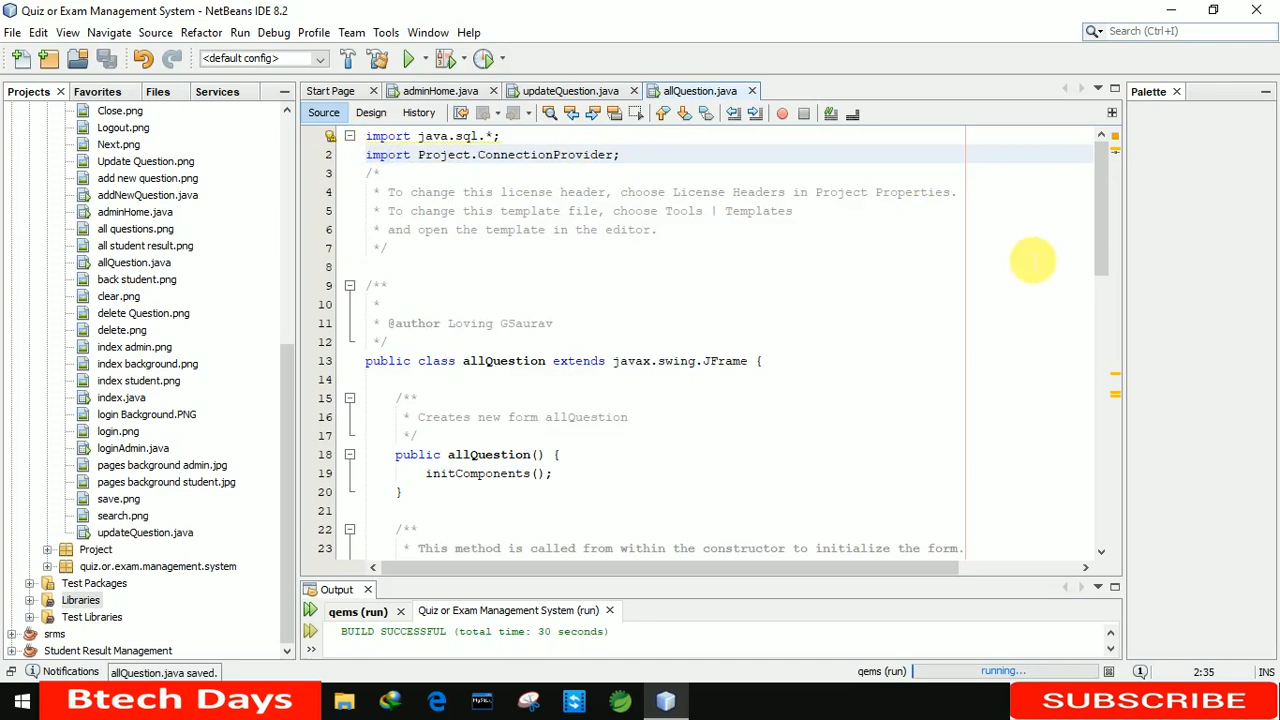 Quiz or Exam Management System - NetBeans IDE 8.2
File Edit View Navigate Source Refactor Run Debug Profile Team Tools Window Help
Search (Ctrl+I)
<default config>
Projects Favorites Files Services
Start Page adminHome.java updateQuestion.java allQuestion.java
Palette
Source Design History
Close.png
Logout.png
Next.png
Update Question.png
add new question.png
addNewQuestion.java
adminHome.java
all questions.png
all student result.png
allQuestion.java
back student.png
clear.png
delete Question.png
delete.png
index admin.png
index background.png
index student.png
index.java
login Background.PNG
login.png
loginAdmin.java
pages background admin.jpg
pages background student.jpg
save.png
search.png
updateQuestion.java
Project
quiz.or.exam.management.system
Test Packages
Libraries
Test Libraries
srms
Student Result Management
import java.sql.*;
2 import Project.ConnectionProvider;
3 /*
4 * To change this license header, choose License Headers in Project Properties.
5 * To change this template file, choose Tools | Templates
6 * and open the template in the editor.
7 */
8
9 /**
10 *
11 * @author Loving GSaurav
12 */
13 public class allQuestion extends javax.swing.JFrame {
14
15 /**
16 * Creates new form allQuestion
17 */
18 public allQuestion() {
19 initComponents();
20 }
21
22 /**
23 * This method is called from within the constructor to initialize the form.
Output
qems (run) Quiz or Exam Management System (run)
BUILD SUCCESSFUL (total time: 30 seconds)
Notifications allQuestion.java saved. qems (run) running... 2:35 INS
Btech Days
SUBSCRIBE